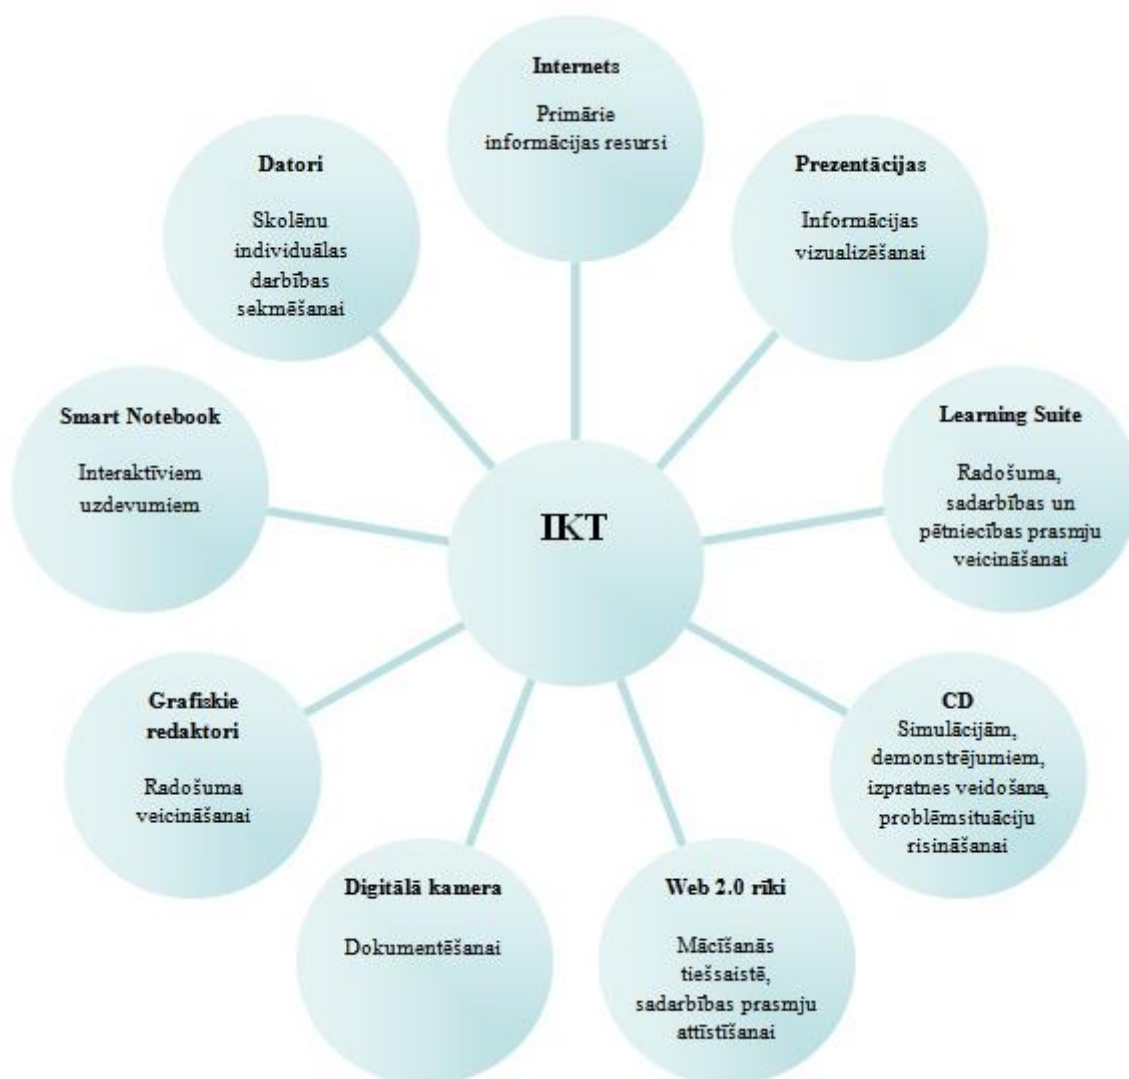 Internets
Primārie
informācijas resursi
Prezentācijas
Informācijas
vizualizēšanai
Learning Suite
Radošuma,
sadarbības un
pētniecības prasmju
veicināšanai
CD
Simulācijām,
demonstrējumiem,
izpratnes veidošana,
problēmsituāciju
risināšanai
Web 2.0 rīki
Mācīšanās
tiešsaistē,
sadarbības prasmju
attīstīšanai
Digitālā kamera
Dokumentēšanai
Grafiskie
redaktori
Radošuma
veicināšanai
Smart Notebook
Interaktīviem
uzdevumiem
Datori
Skolēnu
individuālas
darbības
sekmēšanai
IKT